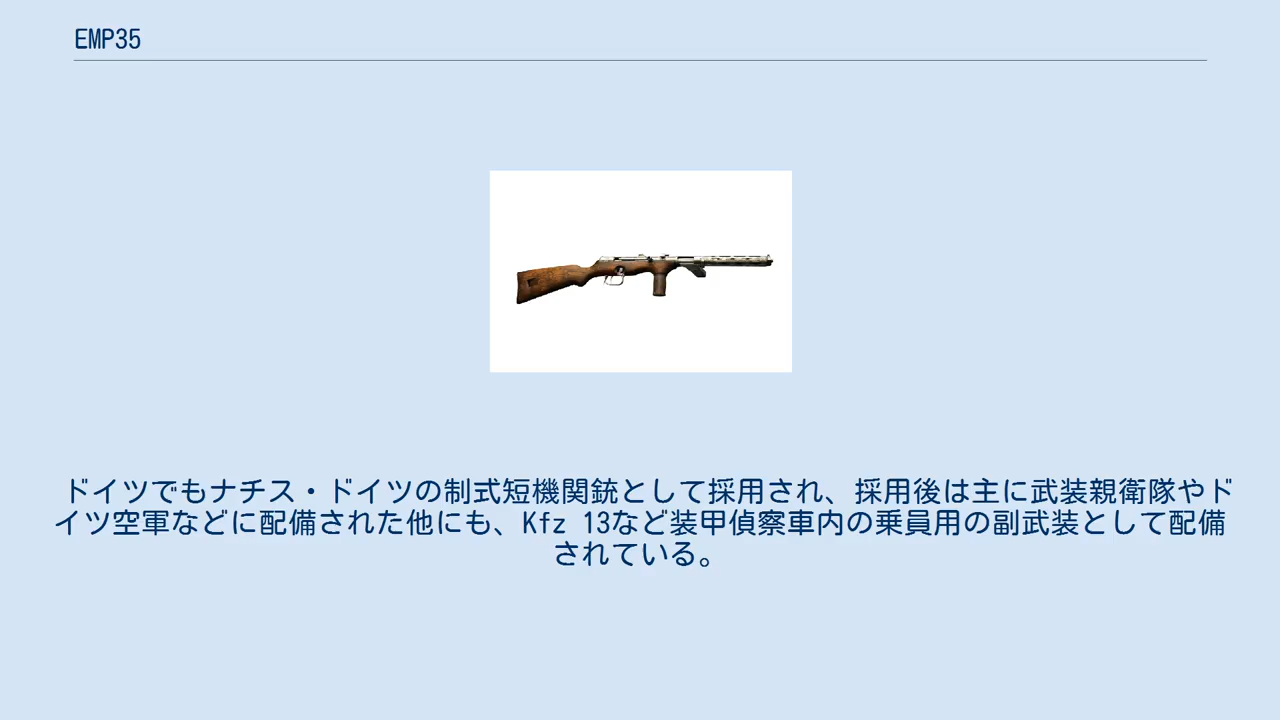 EMP35
ドイツでもナチス・ドイツの制式短機関銃として採用され、採用後は主に武装親衛隊やド
イツ空軍などに配備された他にも、Kfz 13など装甲偵察車内の乗員用の副武装として配備
されている。